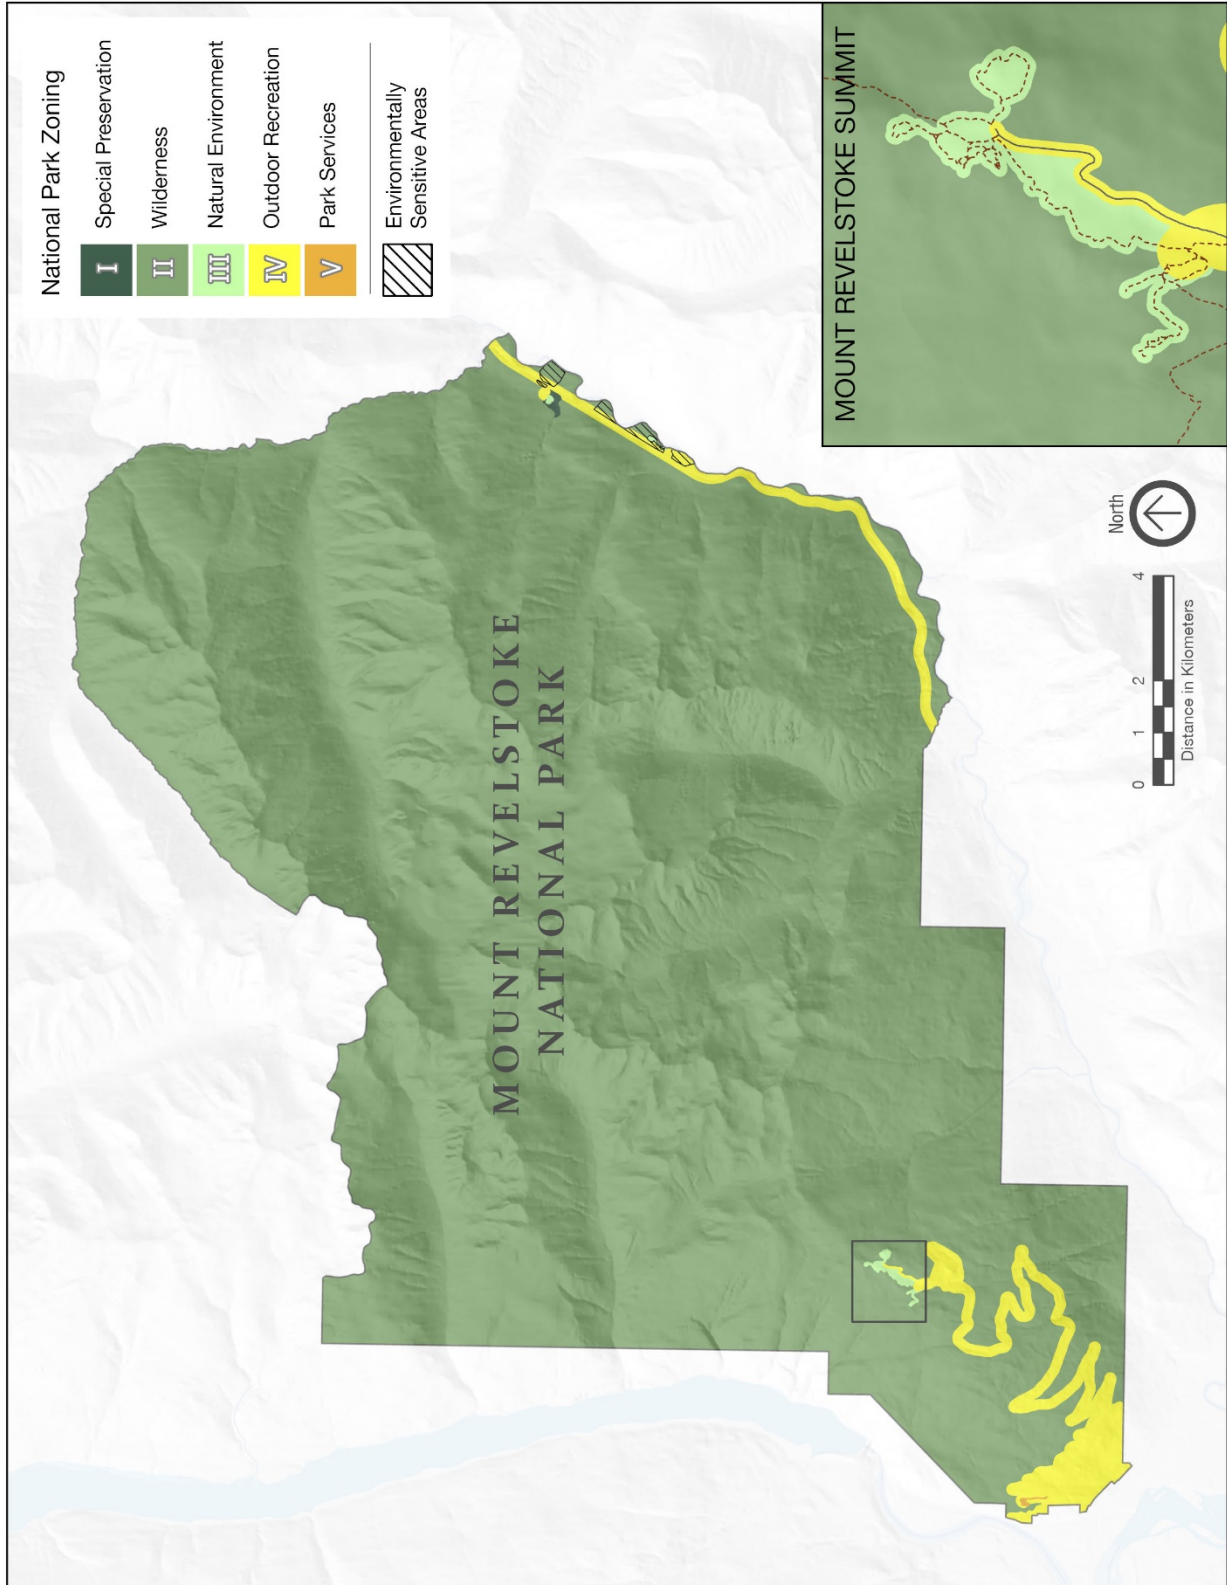 National Park Zoning
I Special Preservation
II Wilderness
III Natural Environment
IV Outdoor Recreation
V Park Services
Environmentally
Sensitive Areas
MOUNT REVELSTOKE
NATIONAL PARK
MOUNT REVELSTOKE SUMMIT
North
0 1 2 4
Distance in Kilometers